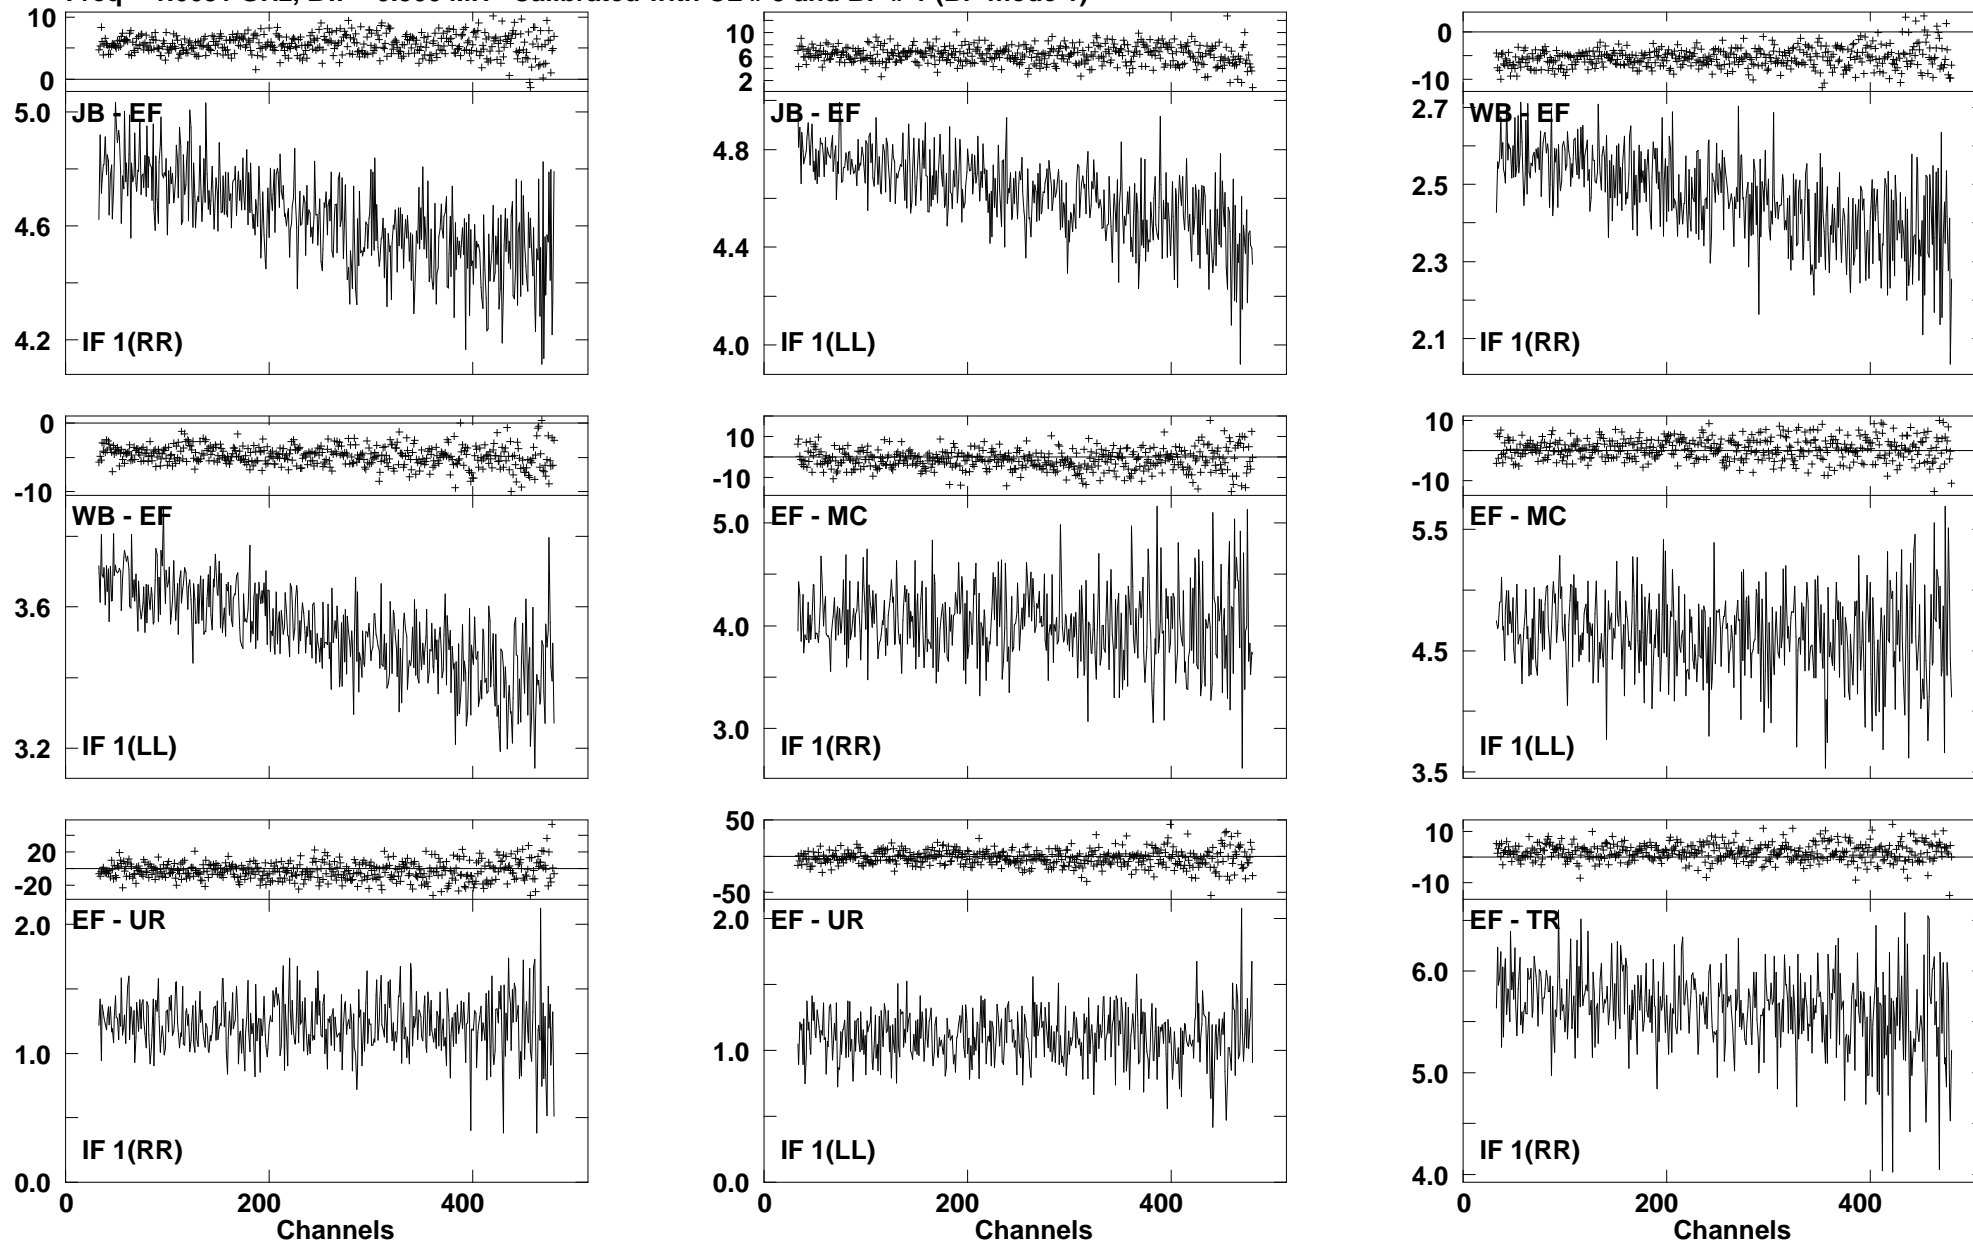 10
0
JB - EF
5.0
4.6
4.2
IF 1(RR)
10
6
2
JB - EF
4.8
4.4
4.0
IF 1(LL)
0
-10
WB - EF
2.7
2.5
2.3
2.1
IF 1(RR)
0
-10
WB - EF
3.6
3.2
IF 1(LL)
10
-10
EF - MC
5.0
4.0
3.0
IF 1(RR)
10
-10
EF - MC
5.5
4.5
3.5
IF 1(LL)
20
-20
EF - UR
2.0
1.0
0.0
IF 1(RR)
0 200 400
Channels
50
-50
EF - UR
2.0
1.0
0.0
IF 1(LL)
0 200 400
Channels
10
-10
EF - TR
6.0
5.0
4.0
IF 1(RR)
0 200 400
Channels